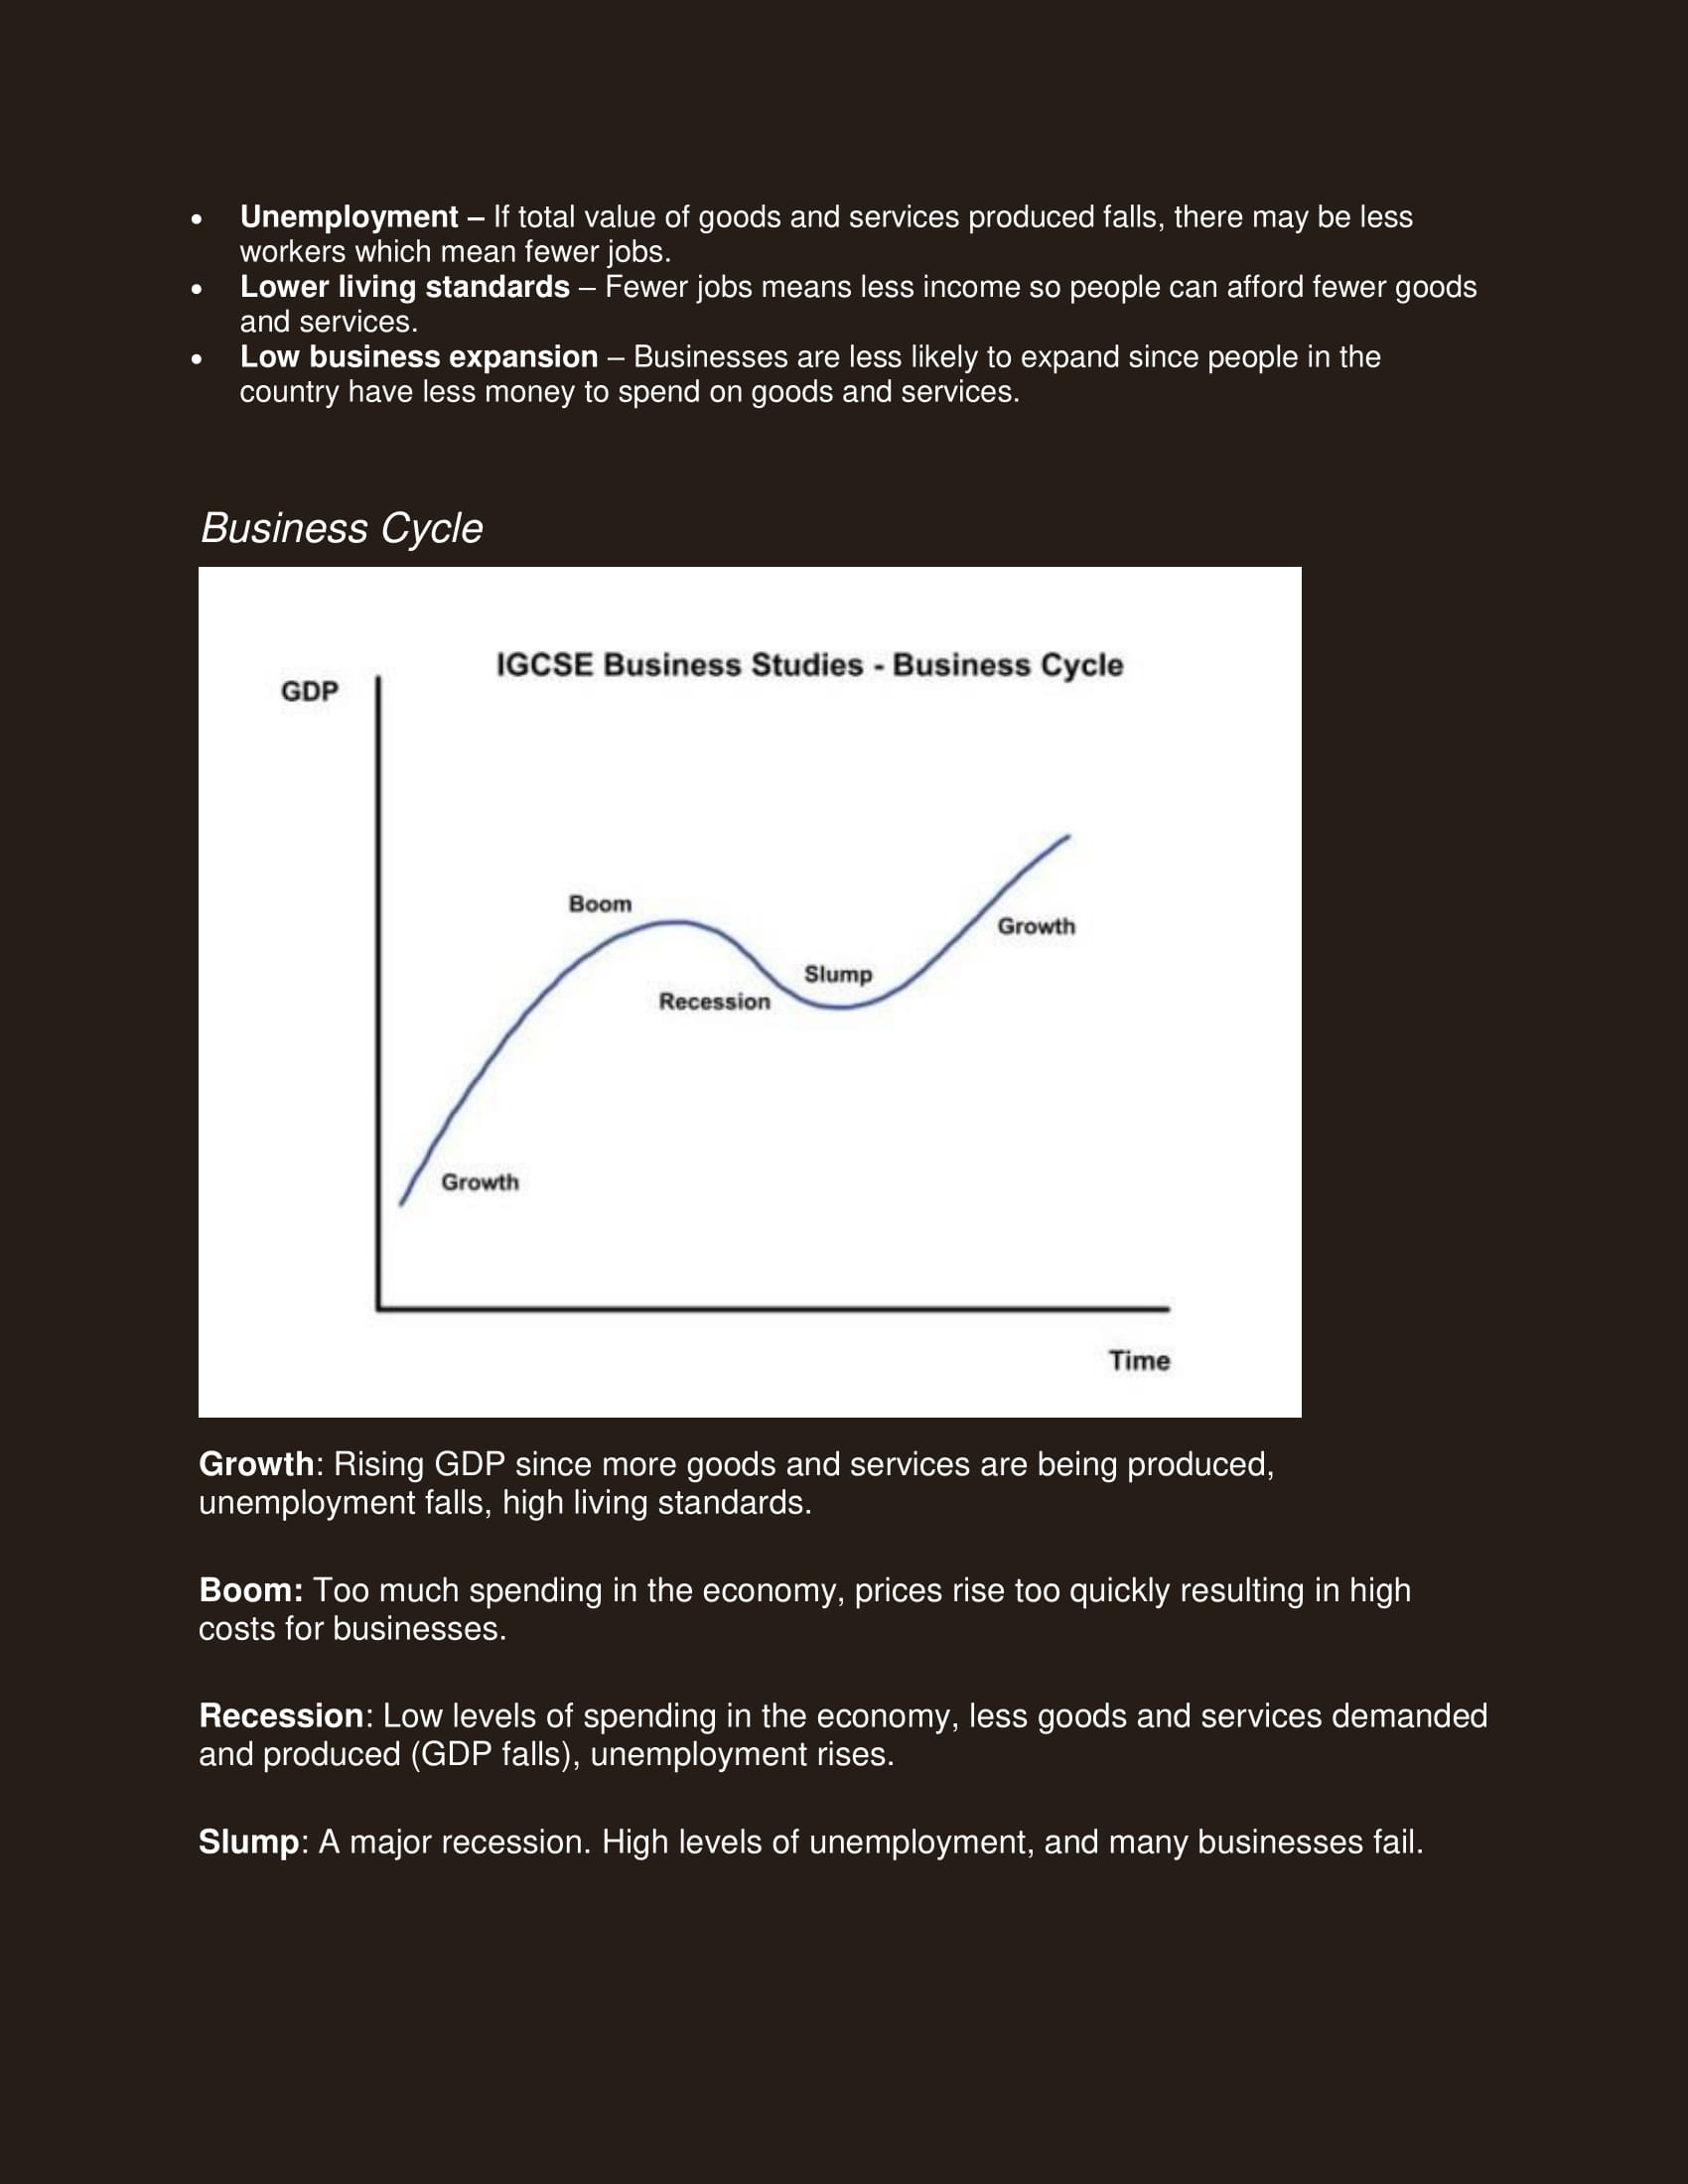 • Unemployment – If total value of goods and services produced falls, there may be less
workers which mean fewer jobs.
• Lower living standards – Fewer jobs means less income so people can afford fewer goods
and services.
• Low business expansion – Businesses are less likely to expand since people in the
country have less money to spend on goods and services.
Business Cycle
IGCSE Business Studies - Business Cycle
GDP
Boom
Growth
Slump
Recession
Growth
Time
Growth: Rising GDP since more goods and services are being produced,
unemployment falls, high living standards.
Boom: Too much spending in the economy, prices rise too quickly resulting in high
costs for businesses.
Recession: Low levels of spending in the economy, less goods and services demanded
and produced (GDP falls), unemployment rises.
Slump: A major recession. High levels of unemployment, and many businesses fail.